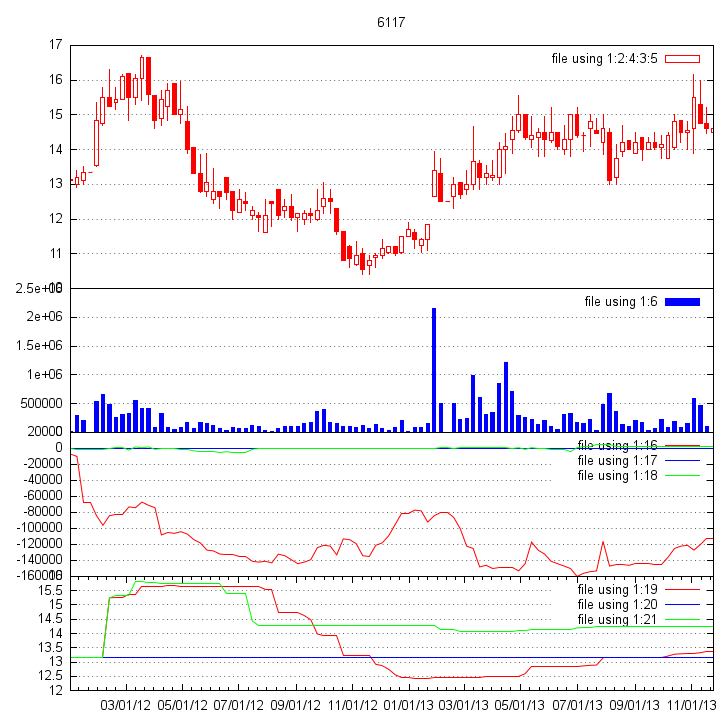 6117
17
file using 1:2:4:3:5
16
15
14
13
12
11
10
2.5e+06
file using 1:6
2e+06
1.5e+06
1e+06
500000
20000
0
file using 1:16
-20000
file using 1:17
-40000
file using 1:18
-60000
-80000
-100000
-120000
-140000
-160000
15.5
file using 1:19
15
file using 1:20
14.5
file using 1:21
14
13.5
13
12.5
12
03/01/12 05/01/12 07/01/12 09/01/12 11/01/12 01/01/13 03/01/13 05/01/13 07/01/13 09/01/13 11/01/13